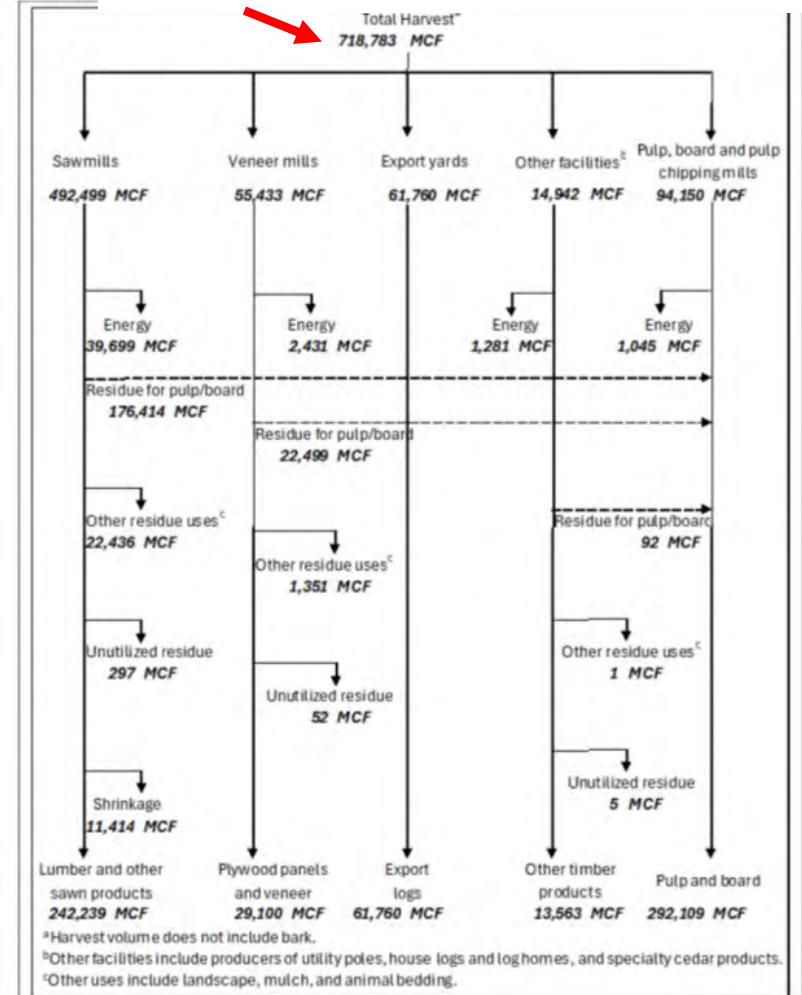 Total Harvestᵃ
718,783 MCF
Sawmills
492,499 MCF
Veneer mills
55,433 MCF
Export yards
61,760 MCF
Other facilitiesᵇ
14,942 MCF
Pulp, board and pulp
chipping mills
94,150 MCF
Energy
39,699 MCF
Energy
2,431 MCF
Energy
1,281 MCF
Energy
1,045 MCF
Residue for pulp/board
176,414 MCF
Residue for pulp/board
22,499 MCF
Other residue usesᶜ
22,436 MCF
Residue for pulp/board
92 MCF
Other residue usesᶜ
1,351 MCF
Unutilized residue
297 MCF
Other residue usesᶜ
1 MCF
Unutilized residue
52 MCF
Unutilized residue
5 MCF
Shrinkage
11,414 MCF
Lumber and other
sawn products
242,239 MCF
Plywood panels
and veneer
29,100 MCF
Export
logs
61,760 MCF
Other timber
products
13,563 MCF
Pulp and board
292,109 MCF
ᵃHarvest volume does not include bark.
ᵇOther facilities include producers of utility poles, house logs and log homes, and specialty cedar products.
ᶜOther uses include landscape, mulch, and animal bedding.